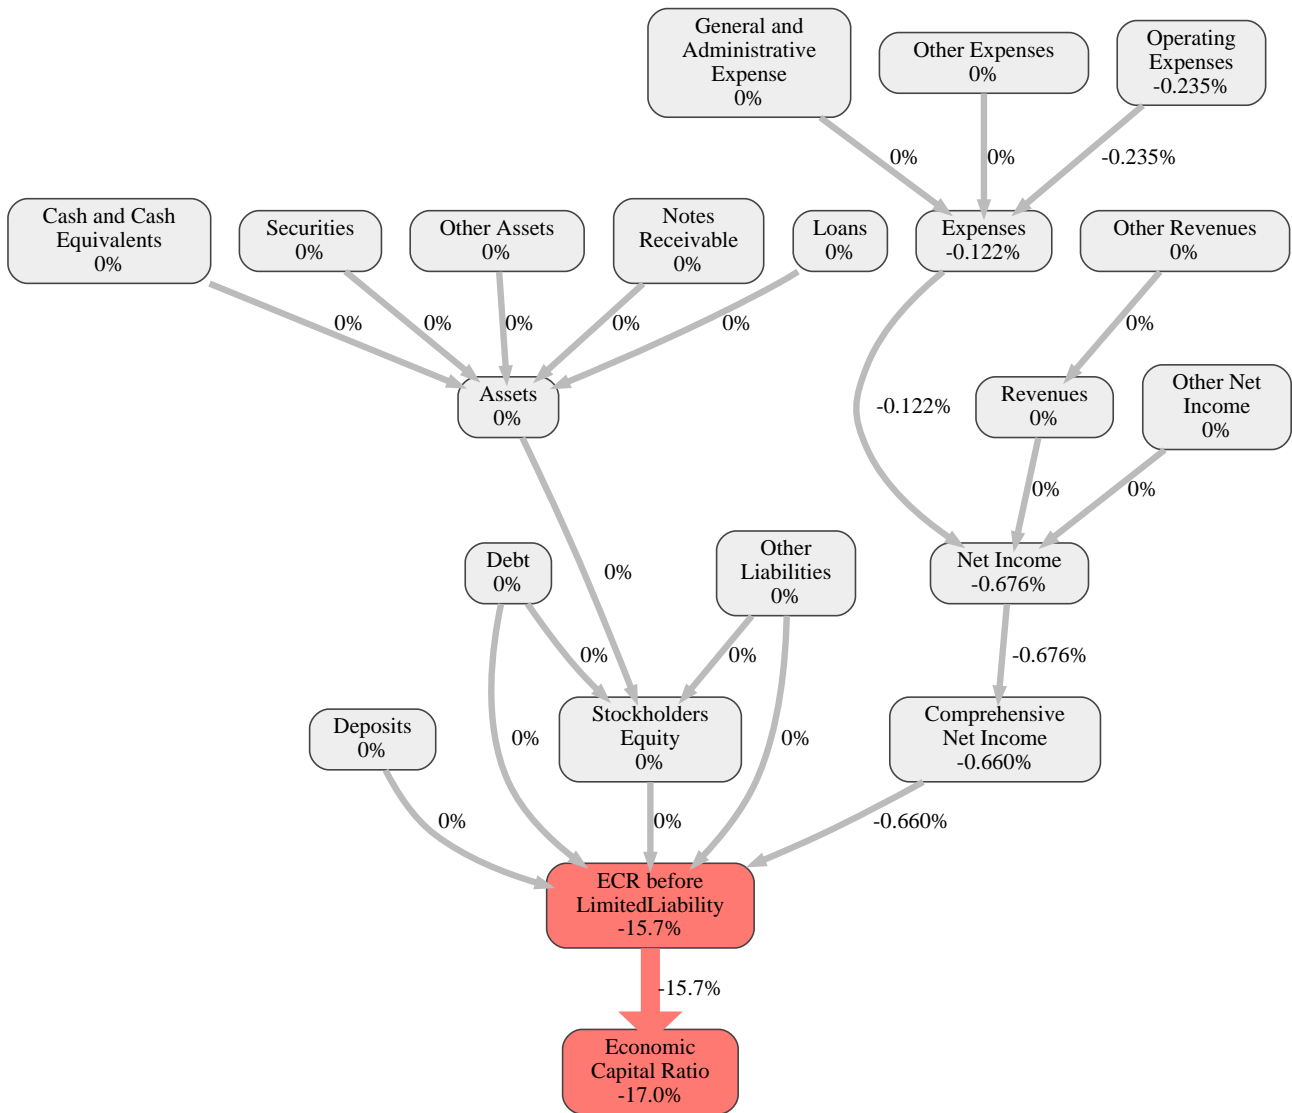 General and
Administrative
Expense
0%
Other Expenses
0%
Operating
Expenses
-0.235%
0%
0%
-0.235%
Cash and Cash
Equivalents
0%
Securities
0%
Other Assets
0%
Notes
Receivable
0%
Loans
0%
Expenses
-0.122%
Other Revenues
0%
0%
0%
0%
0%
0%
0%
Assets
0%
-0.122%
Revenues
0%
Other Net
Income
0%
0%
0%
Debt
0%
0%
Other
Liabilities
0%
Net Income
-0.676%
0%
0%
-0.676%
Deposits
0%
0%
Stockholders
Equity
0%
0%
Comprehensive
Net Income
-0.660%
0%
0%
-0.660%
ECR before
LimitedLiability
-15.7%
-15.7%
Economic
Capital Ratio
-17.0%